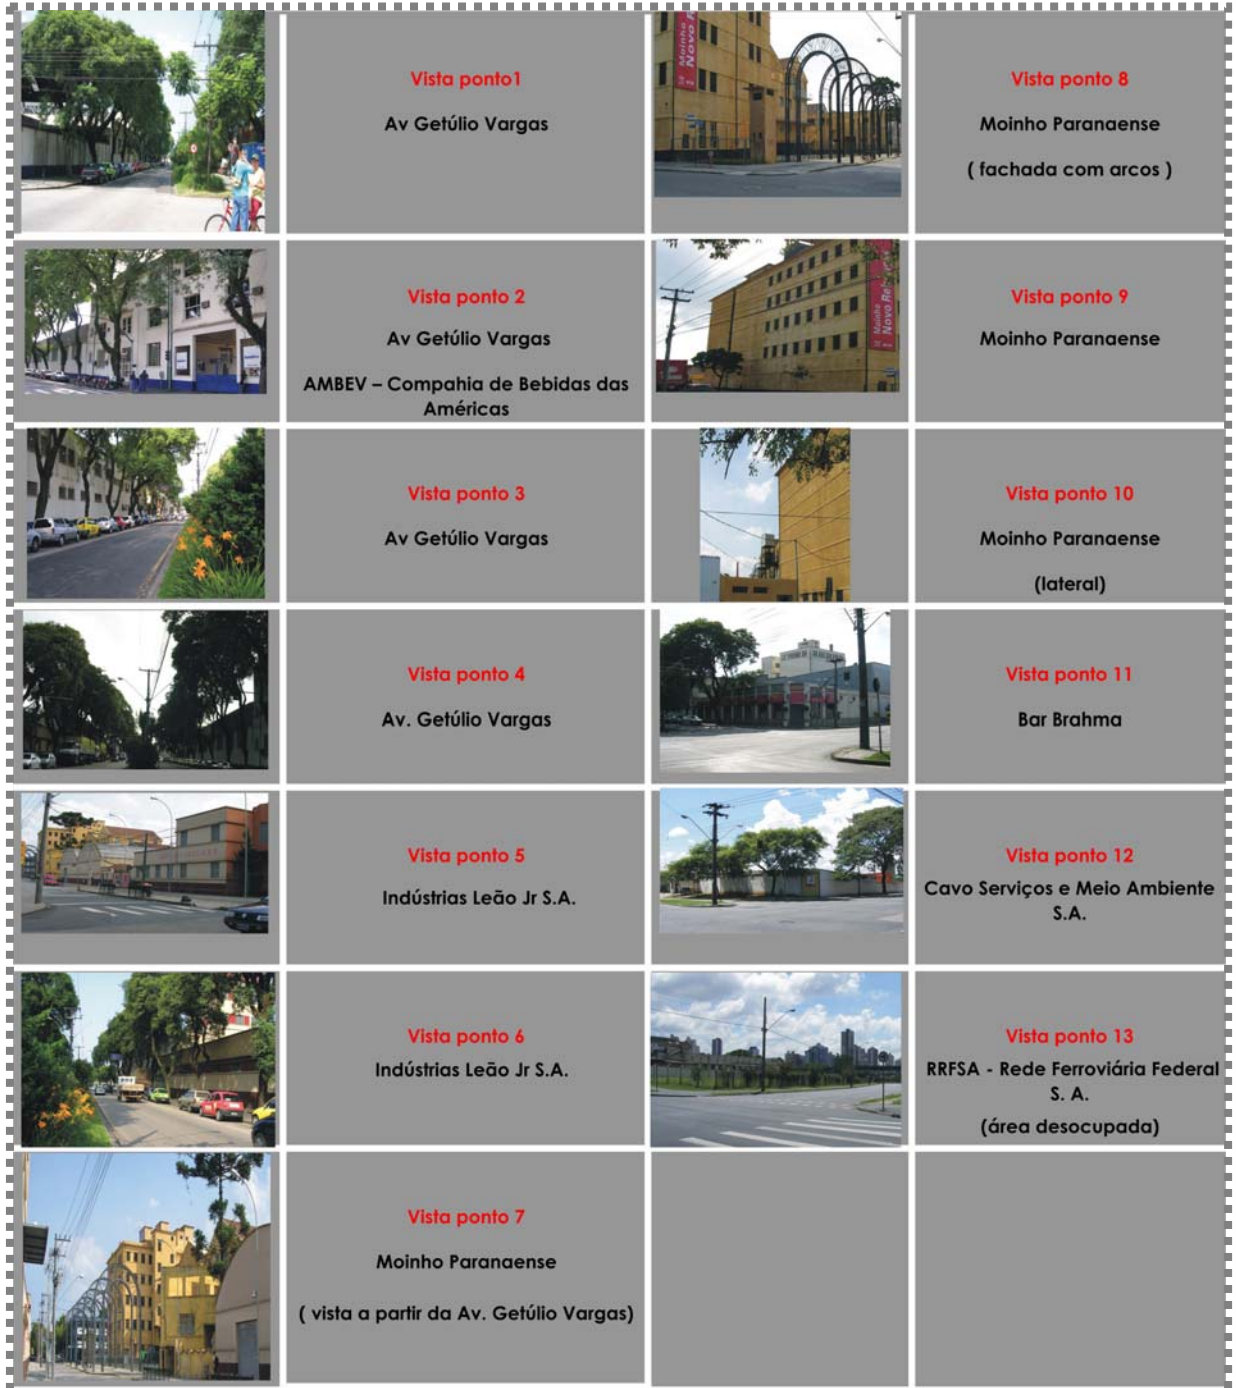 Vista ponto1
Av Getúlio Vargas
Vista ponto 2
Av Getúlio Vargas
AMBEV – Compahia de Bebidas das
Américas
Vista ponto 3
Av Getúlio Vargas
Vista ponto 4
Av. Getúlio Vargas
Vista ponto 5
Indústrias Leão Jr S.A.
Vista ponto 6
Indústrias Leão Jr S.A.
Vista ponto 7
Moinho Paranaense
( vista a partir da Av. Getúlio Vargas)
Moinho
Novo
Vista ponto 8
Moinho Paranaense
( fachada com arcos )
Moinho
Novo
Vista ponto 9
Moinho Paranaense
Vista ponto 10
Moinho Paranaense
(lateral)
Vista ponto 11
Bar Brahma
Vista ponto 12
Cavo Serviços e Meio Ambiente
S.A.
Vista ponto 13
RRFSA - Rede Ferroviária Federal
S. A.
(área desocupada)